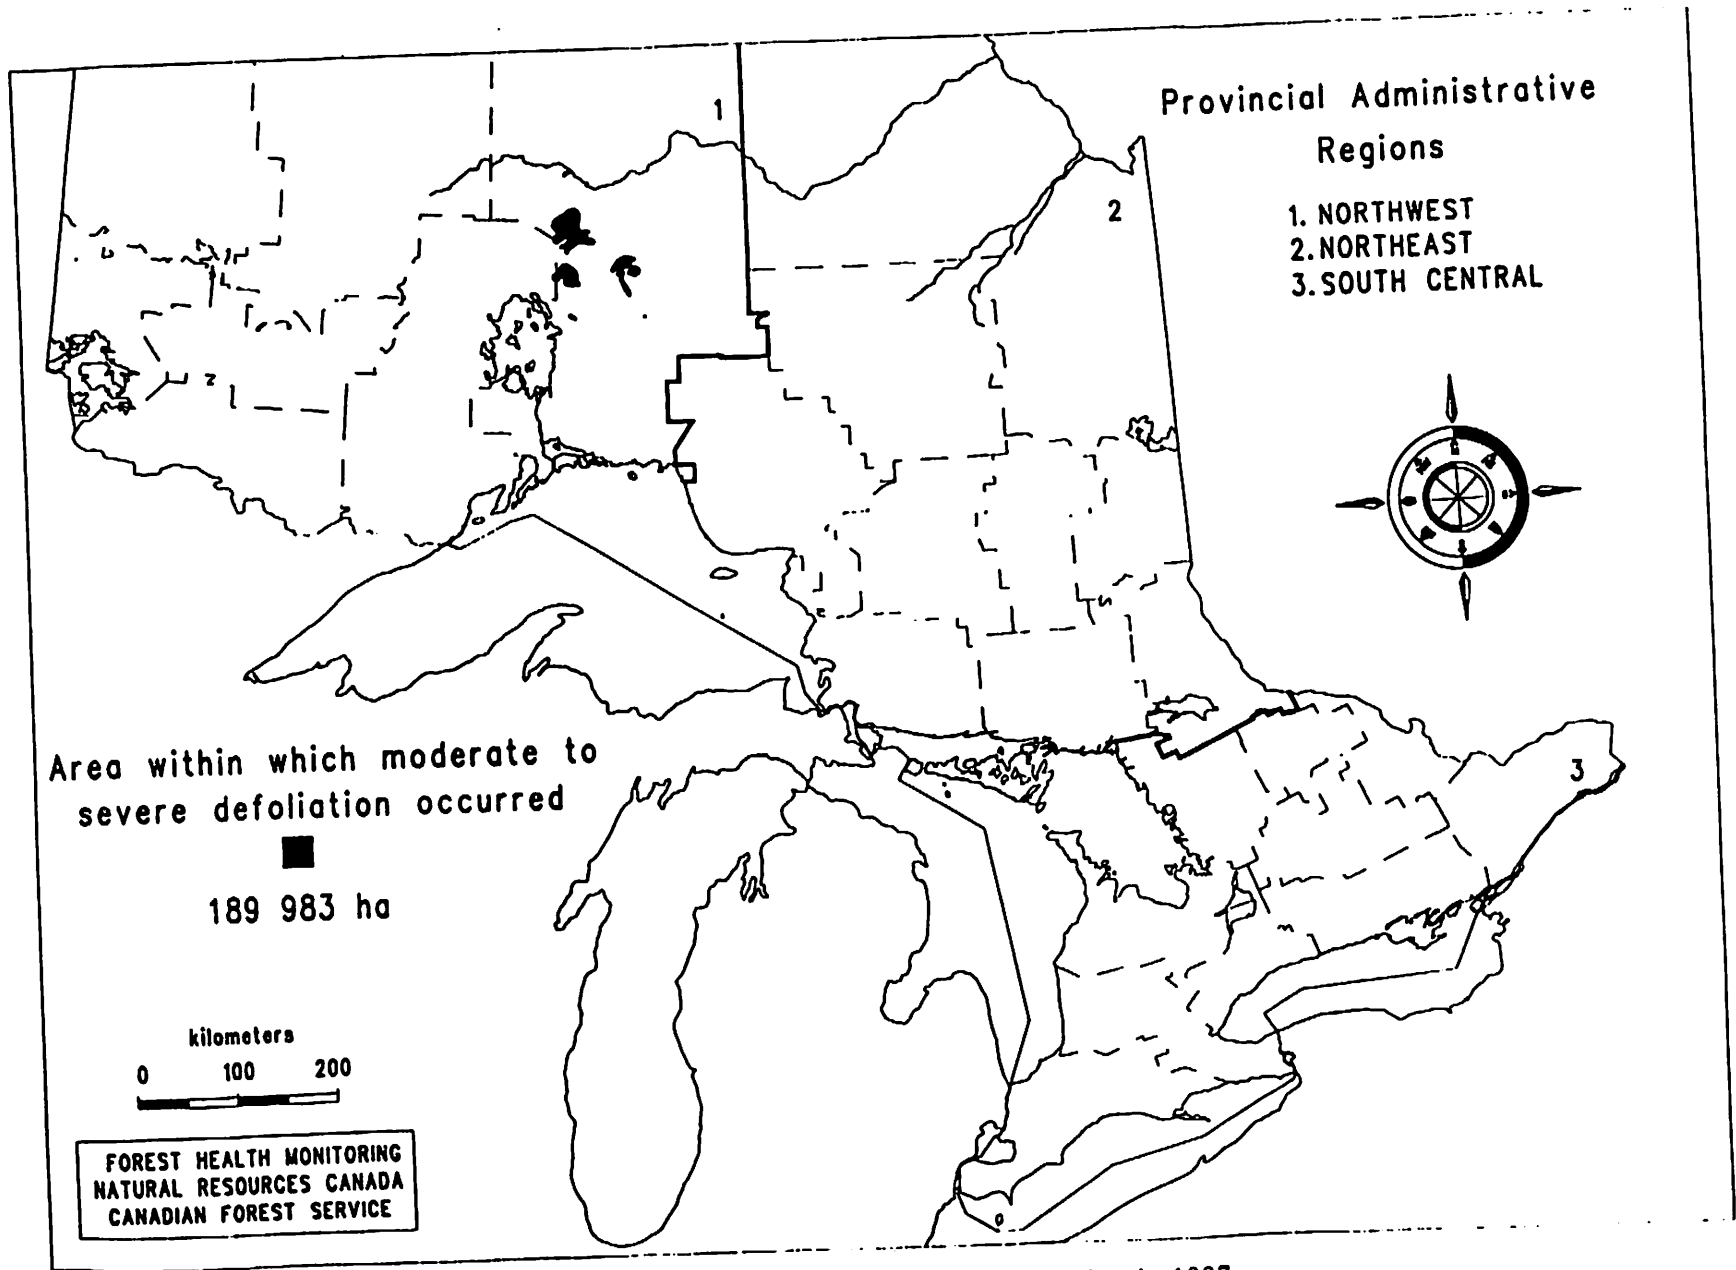 Provincial Administrative
Regions
1. NORTHWEST
2. NORTHEAST
3. SOUTH CENTRAL
1
2
3
Area within which moderate to
severe defoliation occurred
189 983 ha
kilometers
0 100 200
FOREST HEALTH MONITORING
NATURAL RESOURCES CANADA
CANADIAN FOREST SERVICE